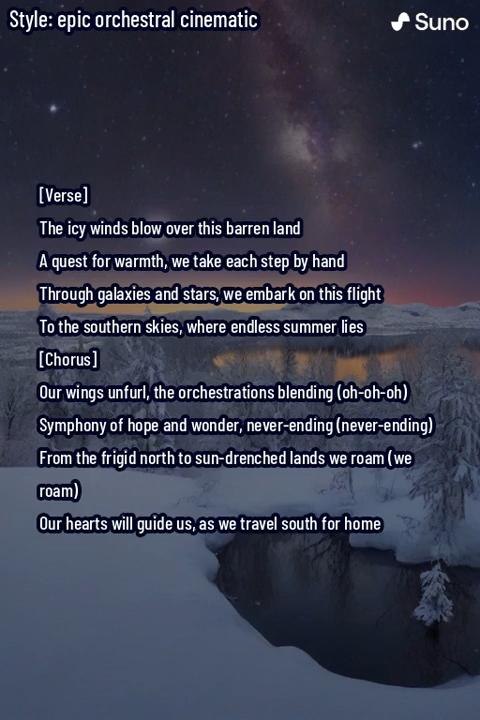 Style: epic orchestral cinematic
Suno
[Verse]
The icy winds blow over this barren land
A quest for warmth, we take each step by hand
Through galaxies and stars, we embark on this flight
To the southern skies, where endless summer lies
[Chorus]
Our wings unfurl, the orchestrations blending (oh-oh-oh)
Symphony of hope and wonder, never-ending (never-ending)
From the frigid north to sun-drenched lands we roam (we
roam)
Our hearts will guide us, as we travel south for home